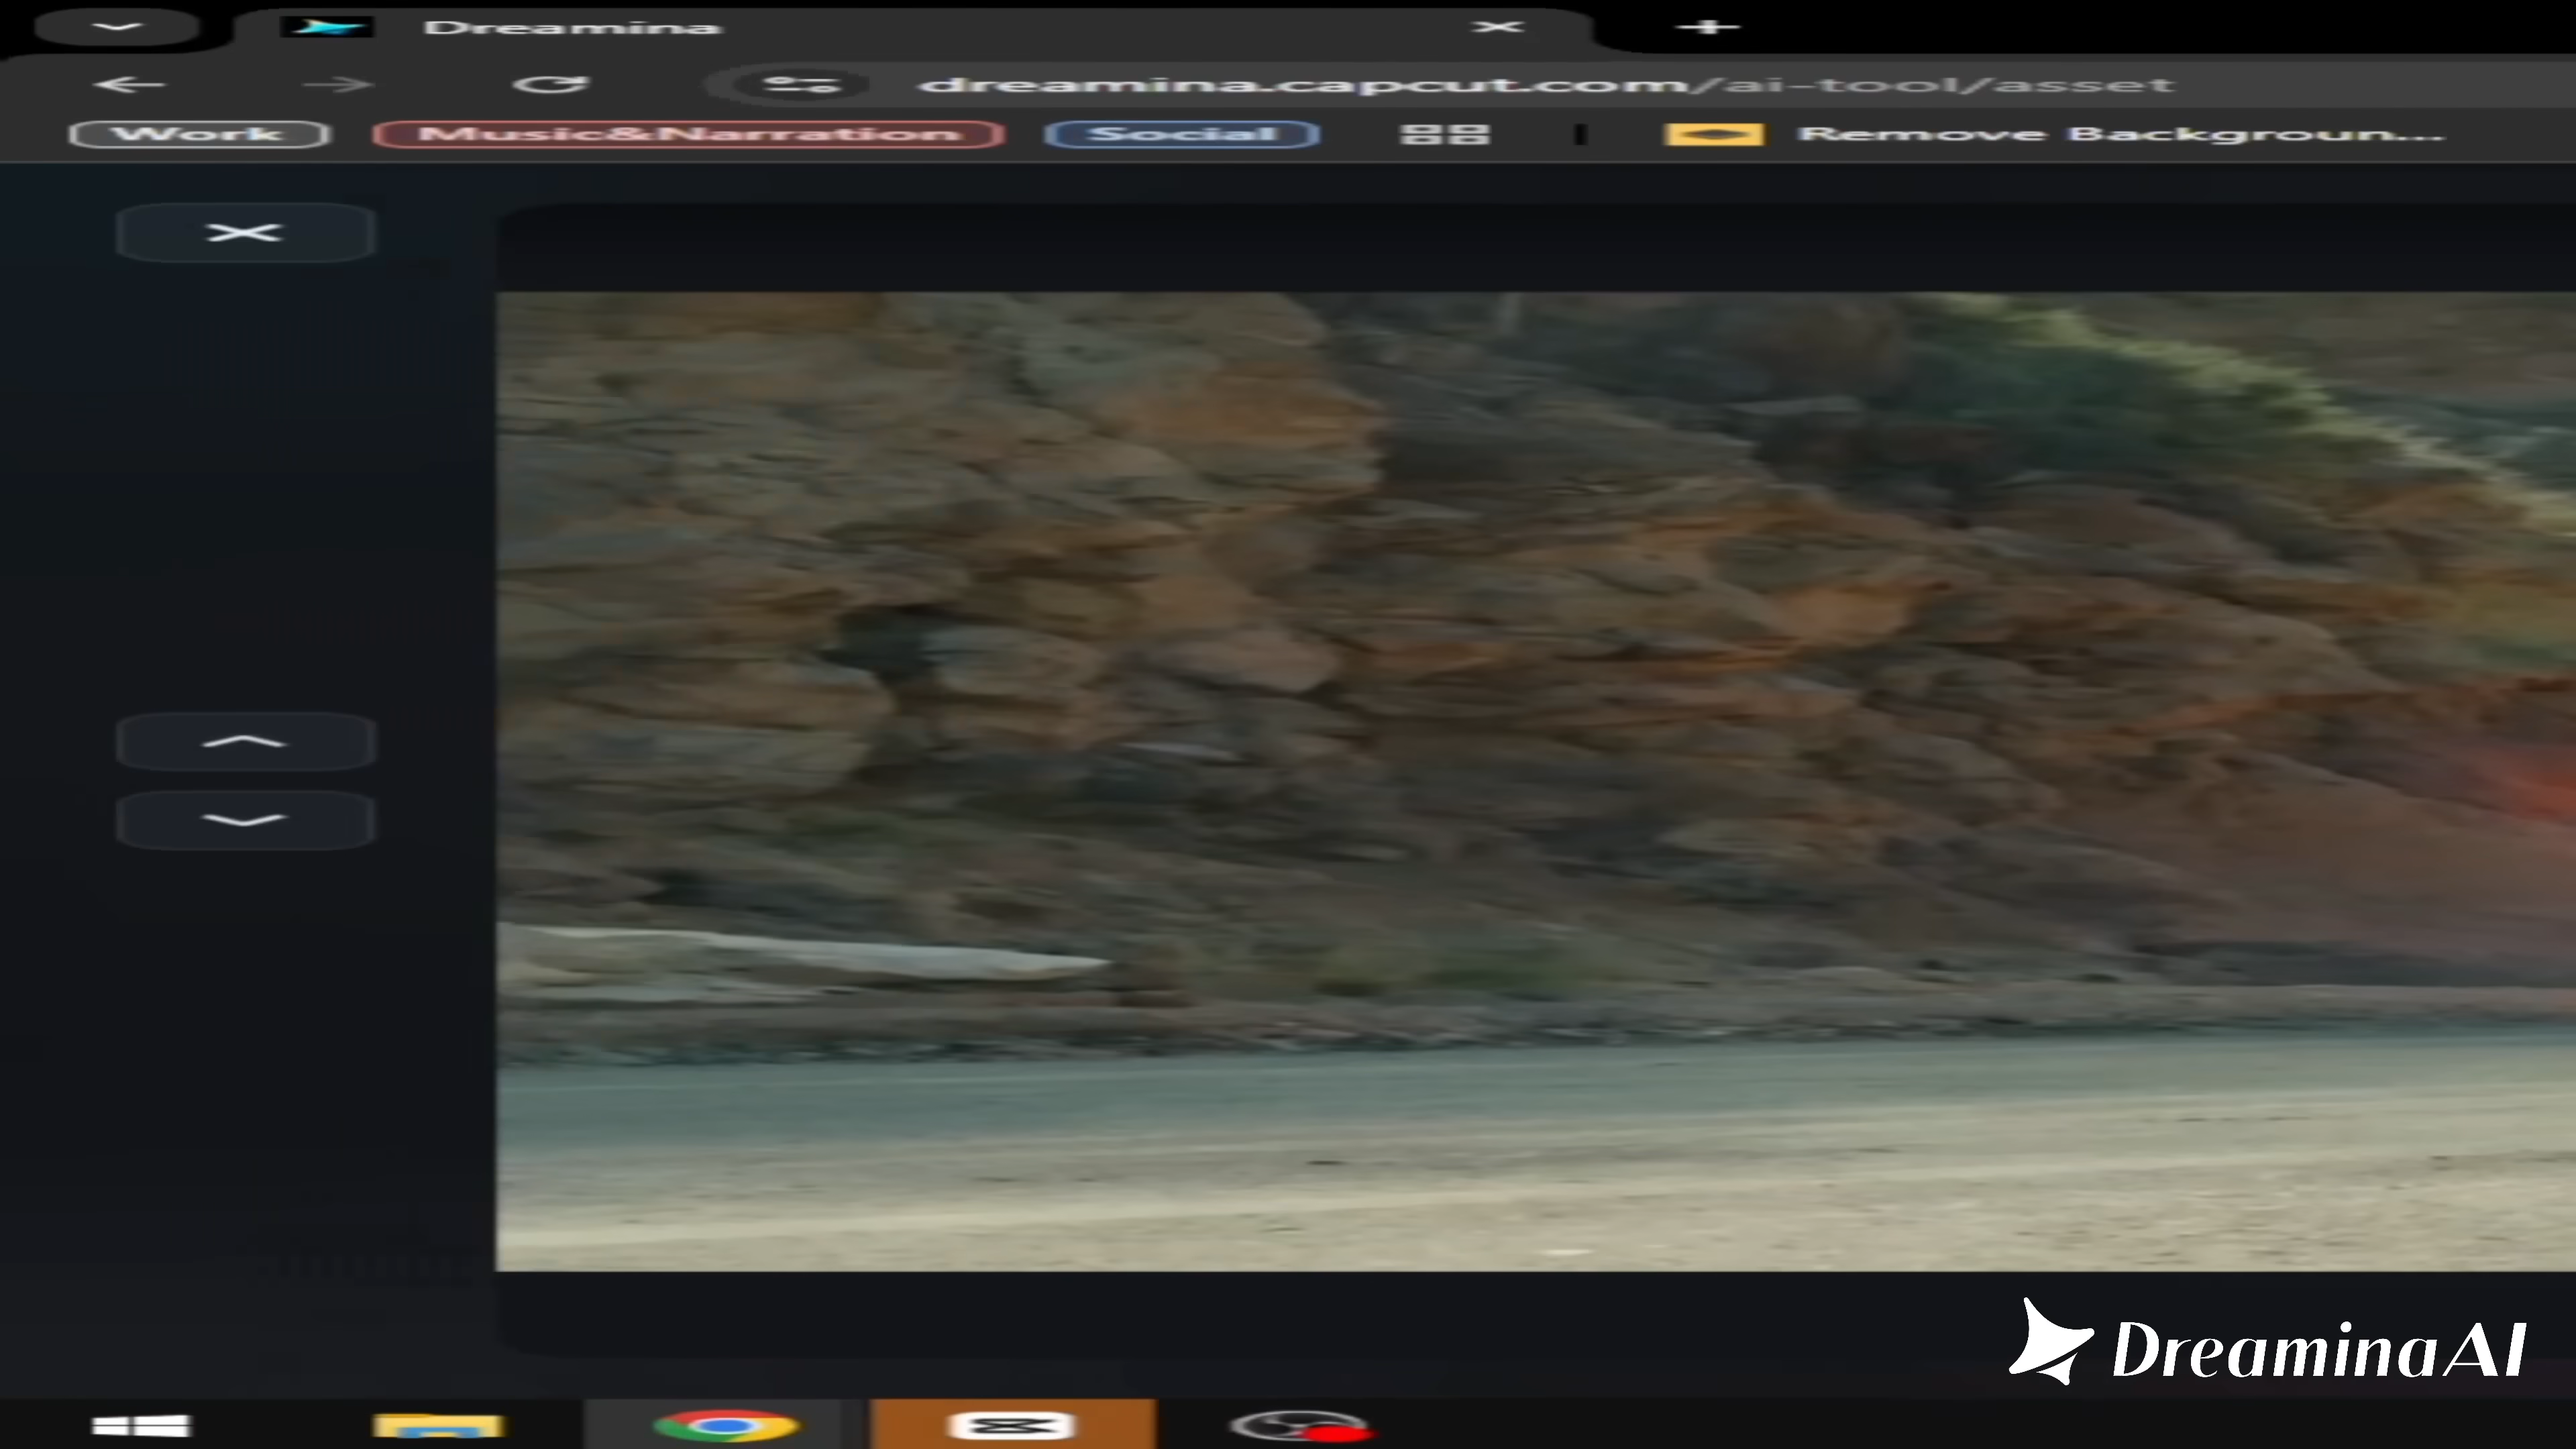 Dreamina
dreamina.capcut.com/ai-tool/asset
Work Music&Narration Social Remove Backgroun...
DreaminaAI